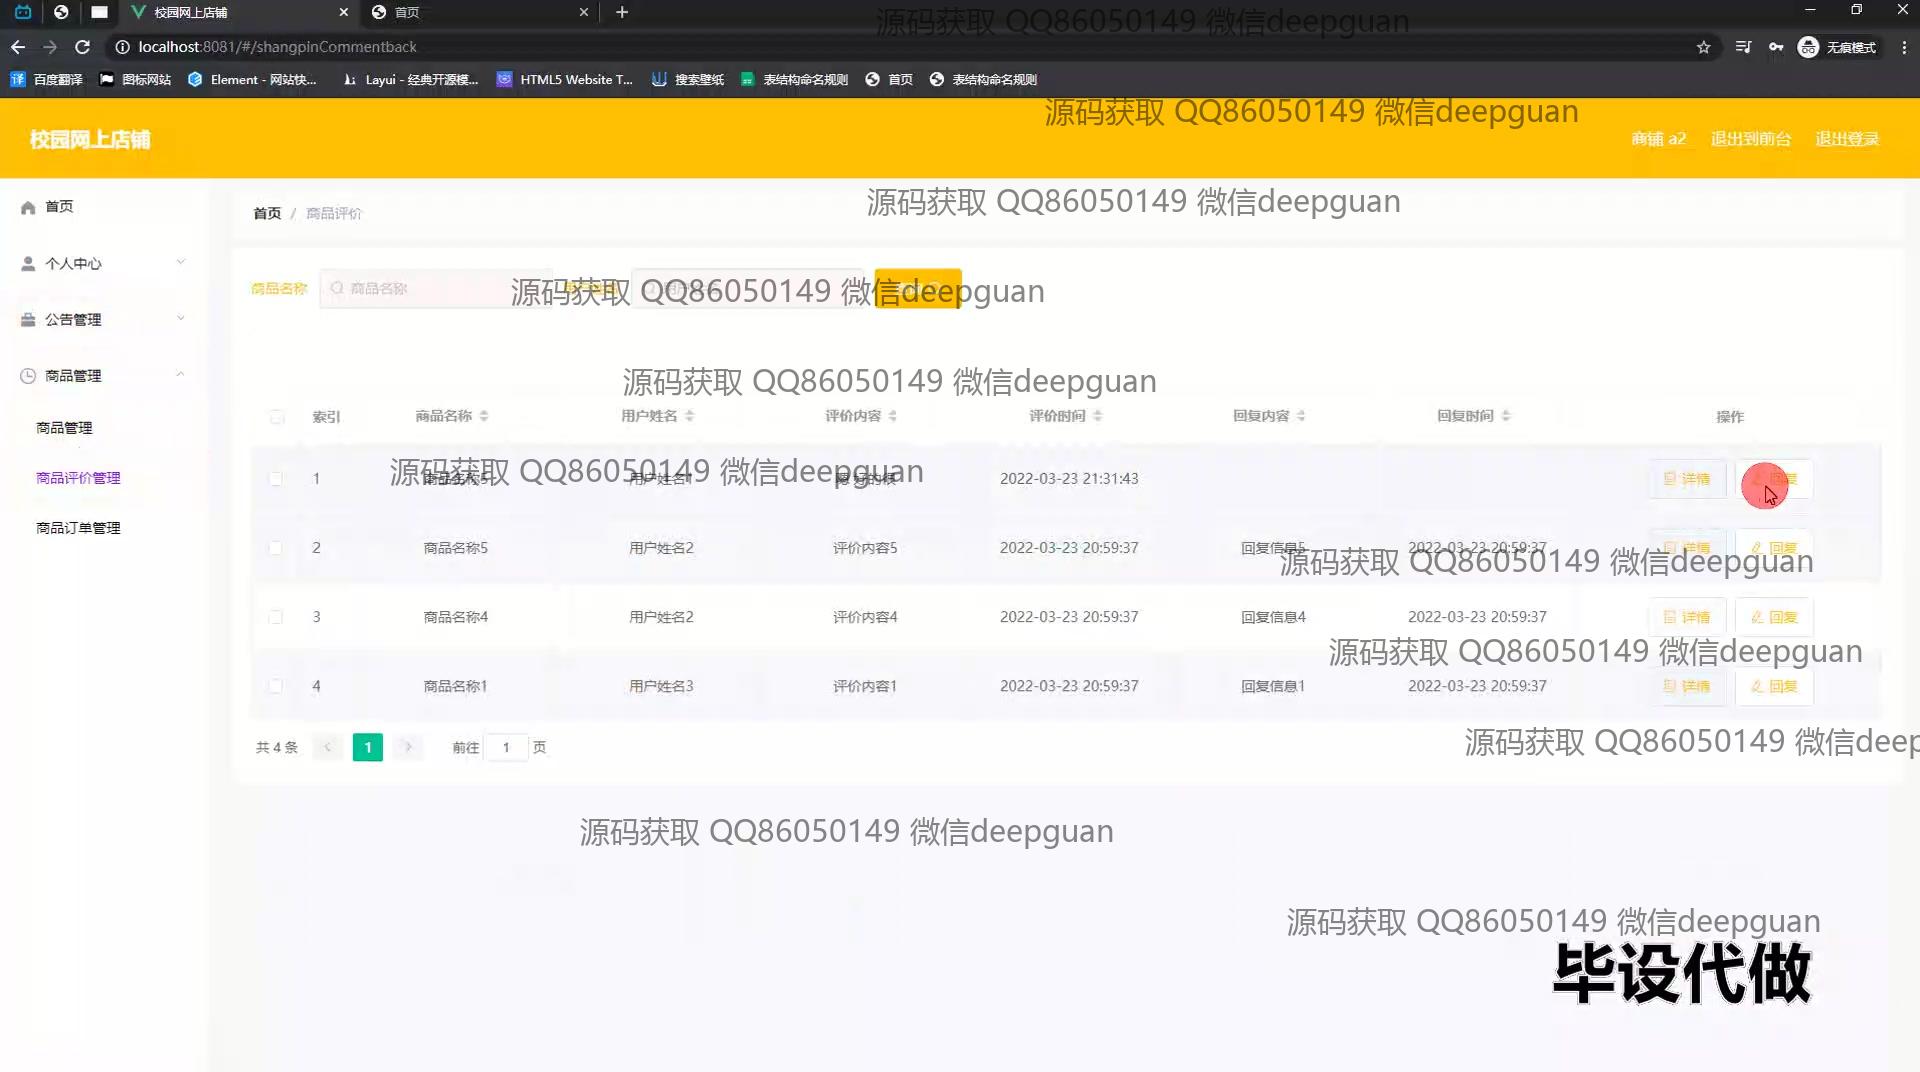 校园网上店铺
首页
源码获取 QQ86050149 微信deepguan
localhost:8081/#/shangpinCommentback
无痕模式
百度翻译
图标网站
Element - 网站快...
Layui - 经典开源模...
HTML5 Website T...
搜索壁纸
表结构命名规则
首页
表结构命名规则
源码获取 QQ86050149 微信deepguan
校园网上店铺
商铺 a2
退出到前台
退出登录
源码获取 QQ86050149 微信deepguan
首页
首页 / 商品评价
个人中心
商品名称
商品名称
源码获取 QQ86050149 微信deepguan
公告管理
商品管理
源码获取 QQ86050149 微信deepguan
索引 商品名称 用户姓名 评价内容 评价时间 回复内容 回复时间 操作
商品管理
商品评价管理
商品订单管理
源码获取 QQ86050149 微信deepguan
1 商品名称5 用户姓名1 2022-03-23 21:31:43 详情 回复
2 商品名称5 用户姓名2 评价内容5 2022-03-23 20:59:37 回复信息5 2022-03-23 20:59:37 详情 回复
源码获取 QQ86050149 微信deepguan
3 商品名称4 用户姓名2 评价内容4 2022-03-23 20:59:37 回复信息4 2022-03-23 20:59:37 详情 回复
源码获取 QQ86050149 微信deepguan
4 商品名称1 用户姓名3 评价内容1 2022-03-23 20:59:37 回复信息1 2022-03-23 20:59:37 详情 回复
共 4 条 1 前往 1 页
源码获取 QQ86050149 微信deep
源码获取 QQ86050149 微信deepguan
源码获取 QQ86050149 微信deepguan
毕设代做